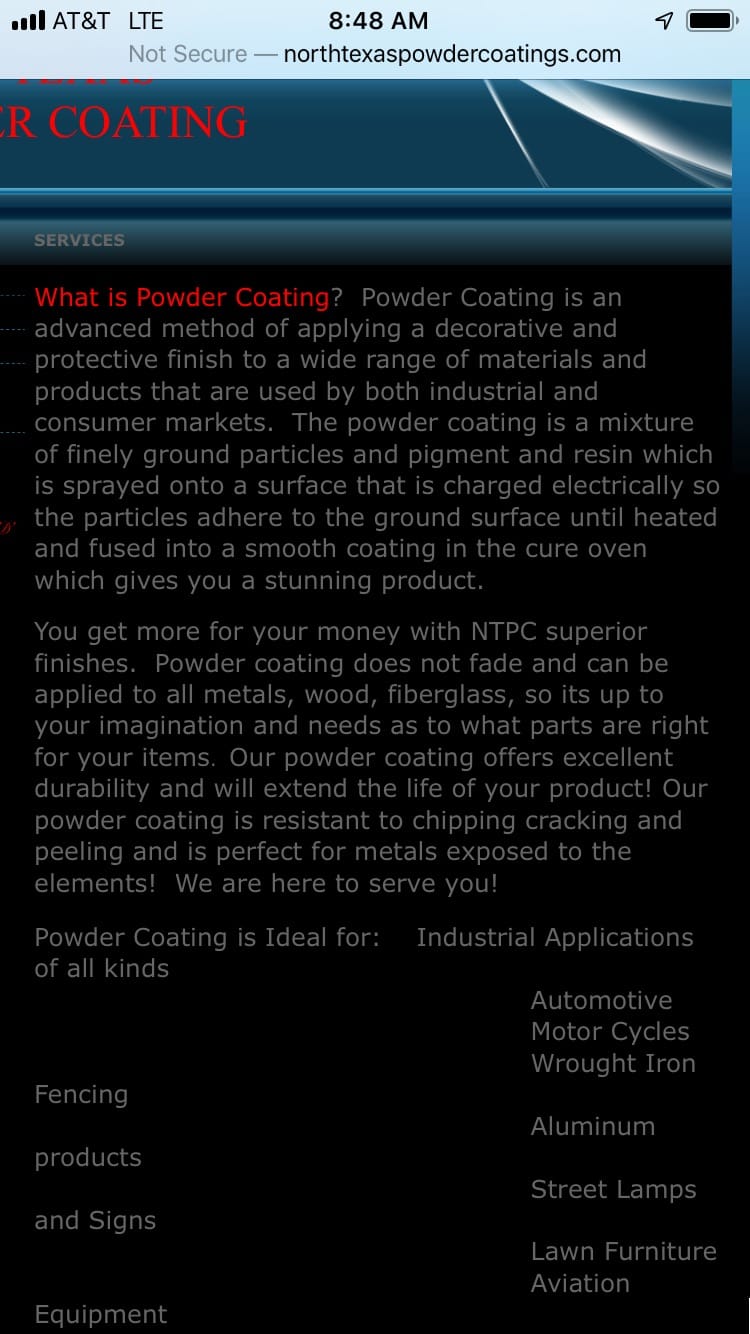 AT&T LTE 8:48 AM
Not Secure — northtexaspowdercoatings.com
ER COATING
SERVICES
What is Powder Coating?  Powder Coating is an
advanced method of applying a decorative and
protective finish to a wide range of materials and
products that are used by both industrial and
consumer markets.  The powder coating is a mixture
of finely ground particles and pigment and resin which
is sprayed onto a surface that is charged electrically so
the particles adhere to the ground surface until heated
and fused into a smooth coating in the cure oven
which gives you a stunning product.
You get more for your money with NTPC superior
finishes.  Powder coating does not fade and can be
applied to all metals, wood, fiberglass, so its up to
your imagination and needs as to what parts are right
for your items. Our powder coating offers excellent
durability and will extend the life of your product! Our
powder coating is resistant to chipping cracking and
peeling and is perfect for metals exposed to the
elements!  We are here to serve you!
Powder Coating is Ideal for:    Industrial Applications
of all kinds
Automotive
Motor Cycles
Wrought Iron
Fencing
Aluminum
products
Street Lamps
and Signs
Lawn Furniture
Aviation
Equipment